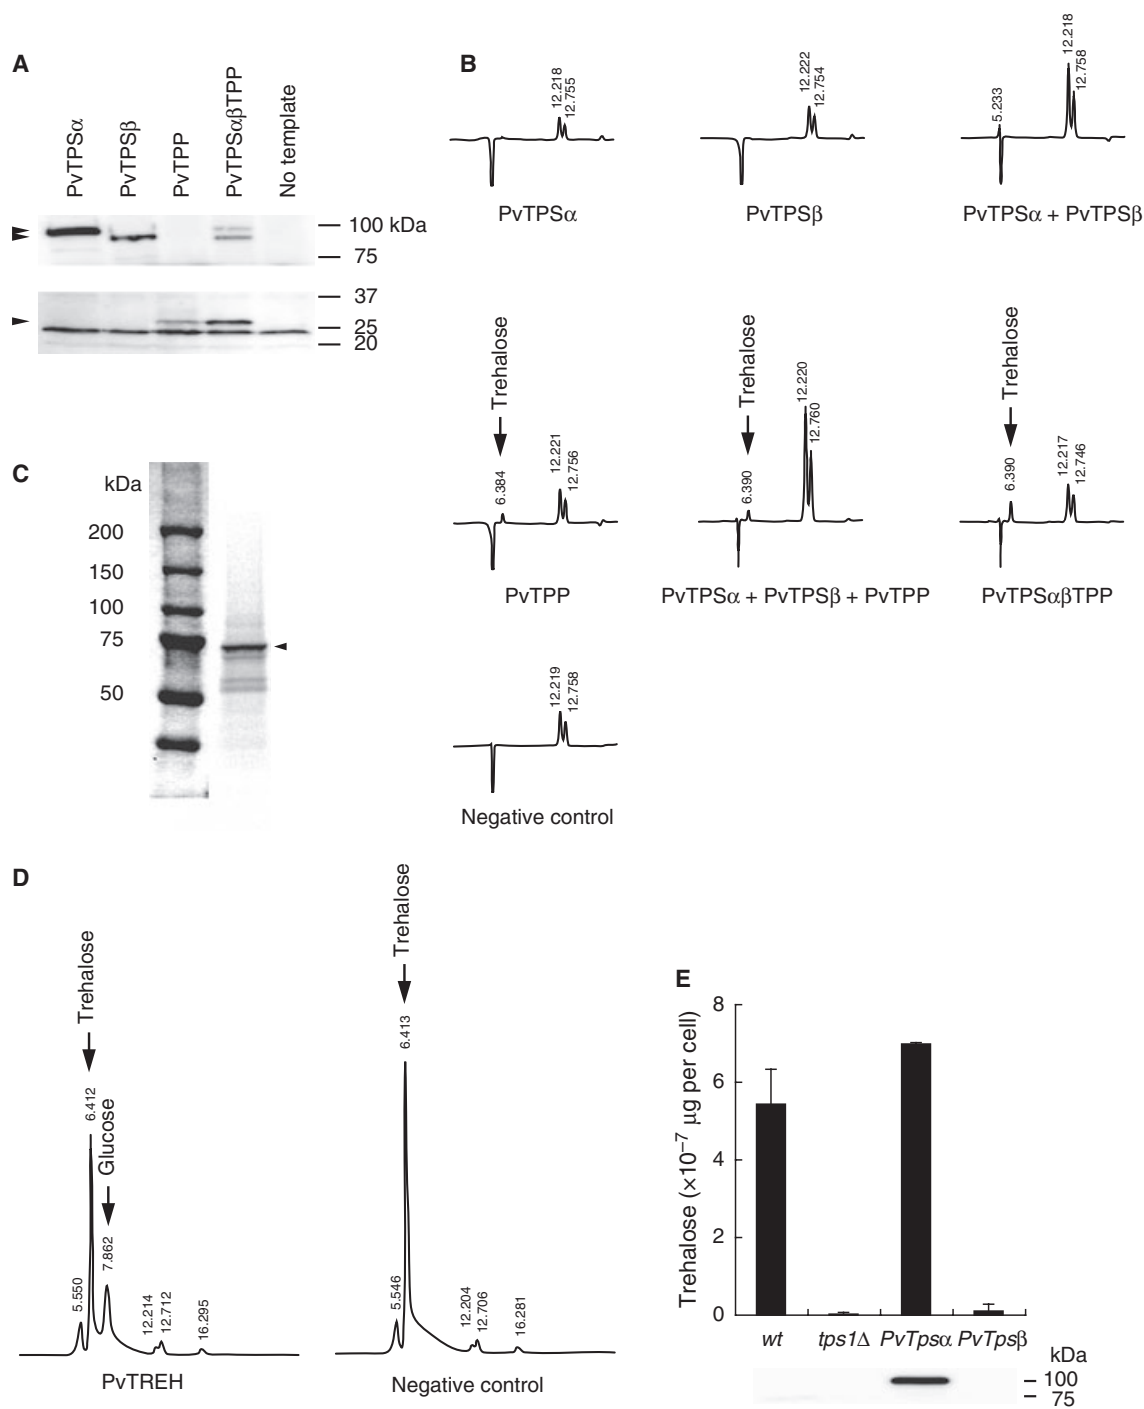 A
PvTPSα
PvTPSβ
PvTPP
PvTPSαβTPP
No template
100 kDa
75
37
25
20
B
12.218
12.755
PvTPSα
12.222
12.754
PvTPSβ
5.233
12.218
12.758
PvTPSα + PvTPSβ
Trehalose
6.384
12.221
12.756
PvTPP
Trehalose
6.390
12.220
12.760
PvTPSα + PvTPSβ + PvTPP
Trehalose
6.390
12.217
12.746
PvTPSαβTPP
12.219
12.758
Negative control
C
kDa
200
150
100
75
50
D
Trehalose
Glucose
5.550
6.412
7.862
12.214
12.712
16.295
PvTREH
Trehalose
5.546
6.413
12.204
12.706
16.281
Negative control
E
Trehalose (×10⁻⁷ µg per cell)
8
6
4
2
0
wt
tps1Δ
PvTpsα
PvTpsβ
kDa
100
75